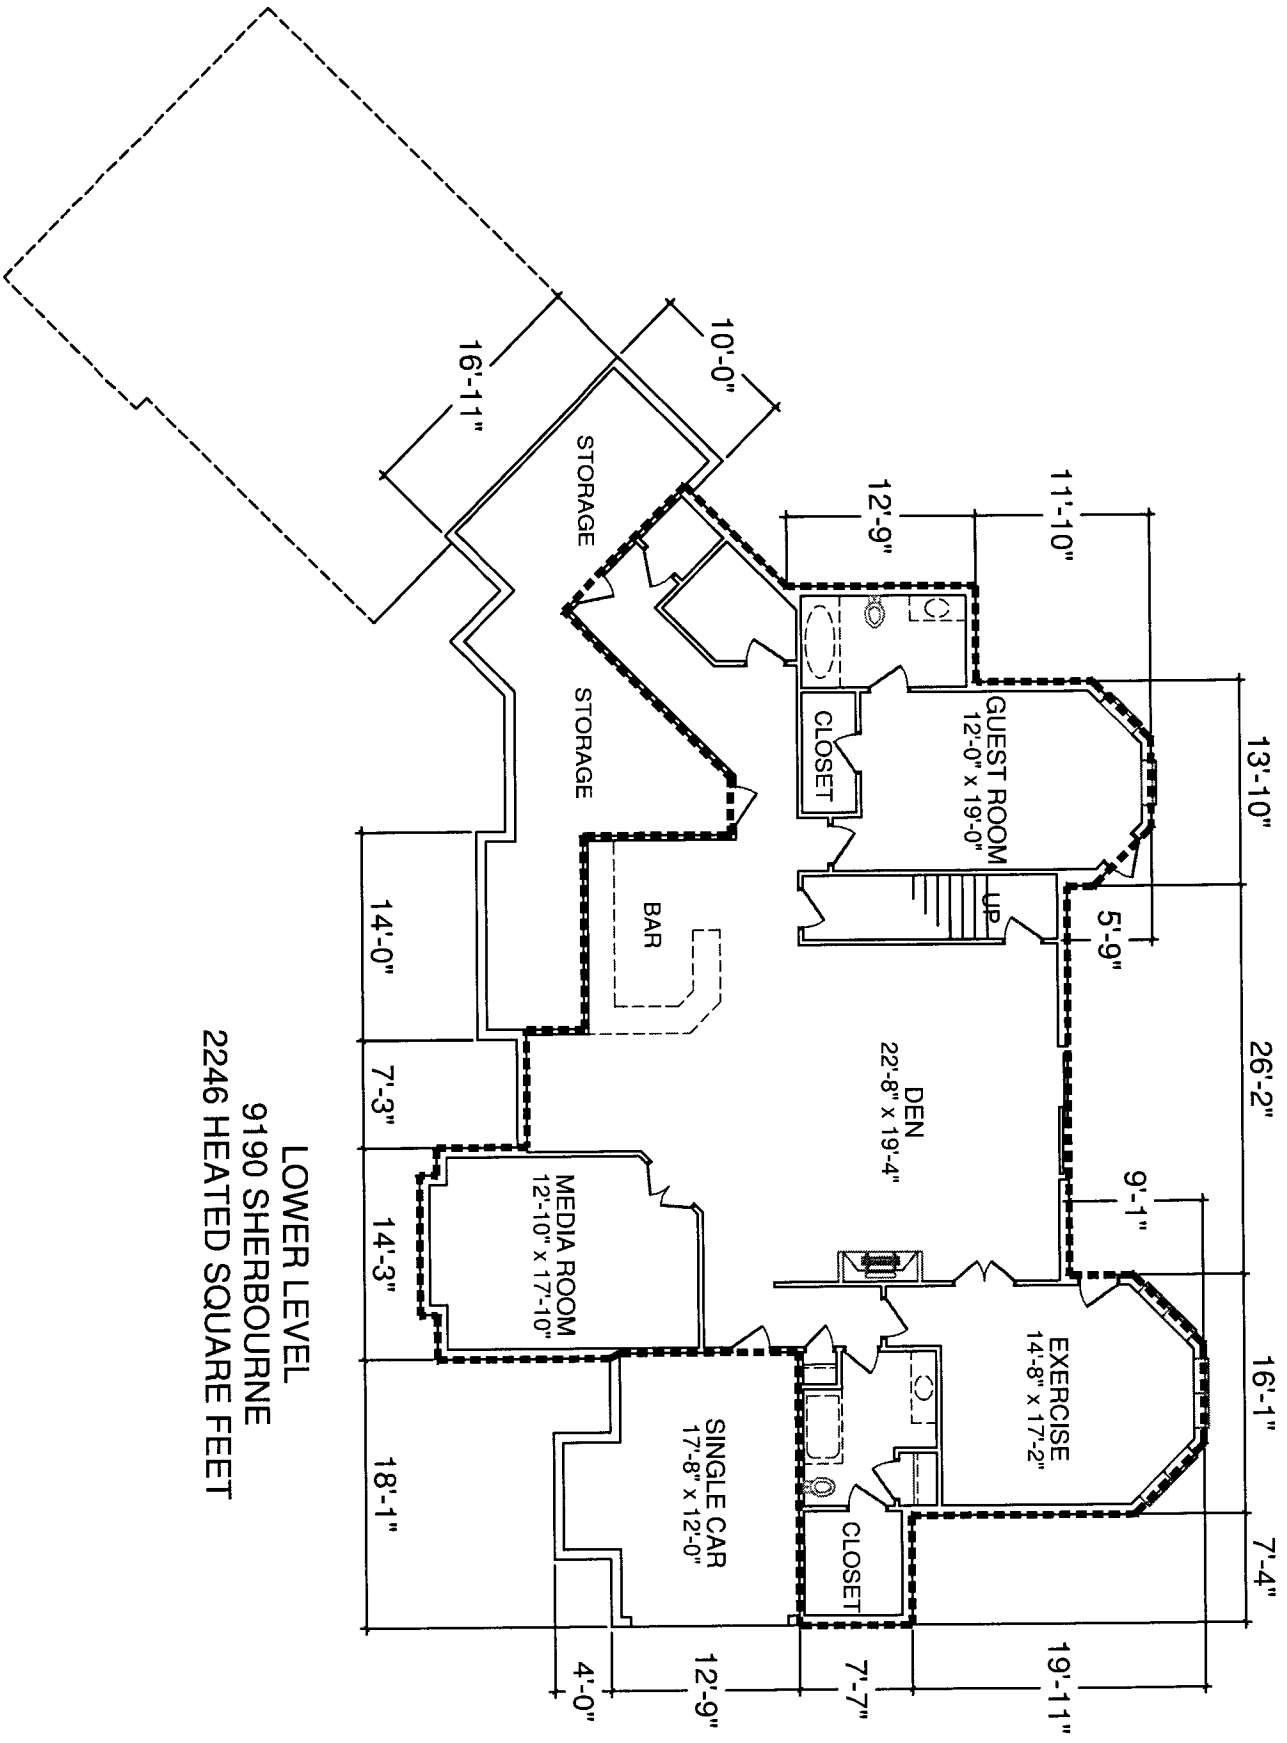 13'-10"
26'-2"
16'-1"
7'-4"
11'-10"
12'-9"
5'-9"
9'-1"
19'-11"
7'-7"
12'-9"
4'-0"
10'-0"
16'-11"
GUEST ROOM
12'-0" x 19'-0"
CLOSET
UP
EXERCISE
14'-8" x 17'-2"
DEN
22'-8" x 19'-4"
CLOSET
STORAGE
STORAGE
BAR
MEDIA ROOM
12'-10" x 17'-10"
SINGLE CAR
17'-8" x 12'-0"
14'-0"
7'-3"
14'-3"
18'-1"
LOWER LEVEL
9190 SHERBOURNE
2246 HEATED SQUARE FEET